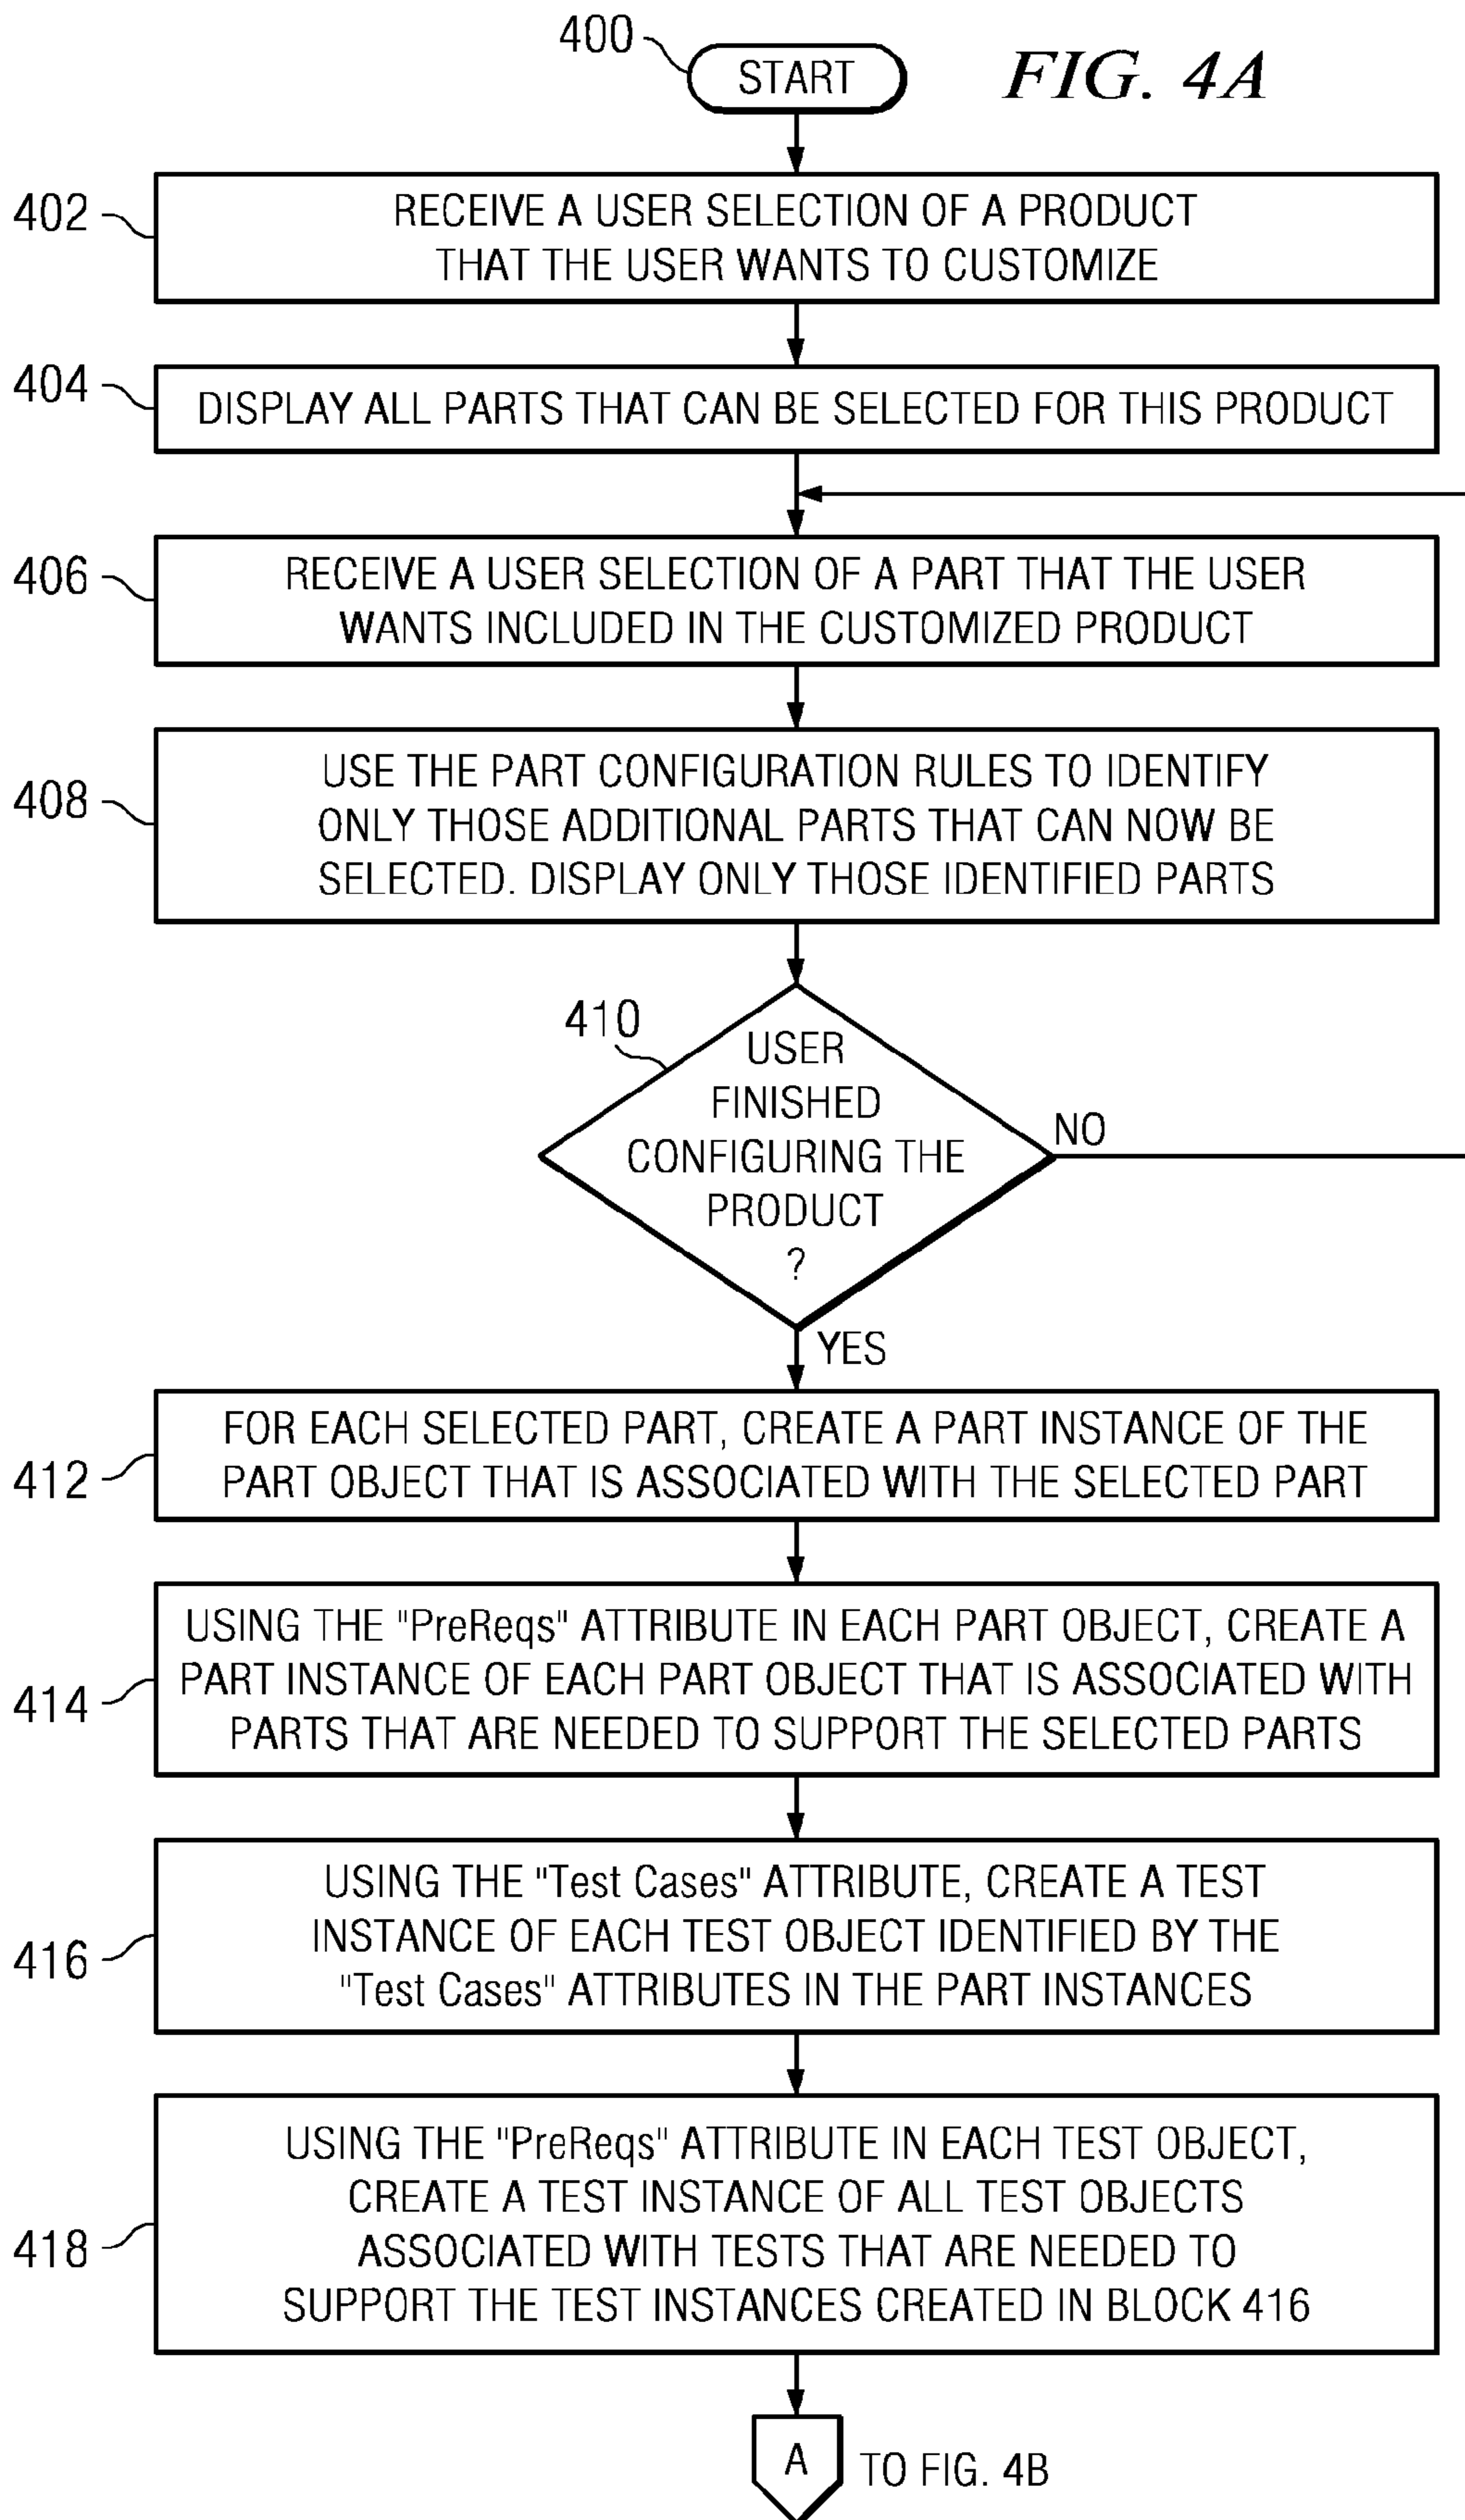 400
START
FIG. 4A
402
RECEIVE A USER SELECTION OF A PRODUCT
THAT THE USER WANTS TO CUSTOMIZE
404
DISPLAY ALL PARTS THAT CAN BE SELECTED FOR THIS PRODUCT
406
RECEIVE A USER SELECTION OF A PART THAT THE USER
WANTS INCLUDED IN THE CUSTOMIZED PRODUCT
408
USE THE PART CONFIGURATION RULES TO IDENTIFY
ONLY THOSE ADDITIONAL PARTS THAT CAN NOW BE
SELECTED. DISPLAY ONLY THOSE IDENTIFIED PARTS
410
USER
FINISHED
CONFIGURING THE
PRODUCT
?
NO
YES
412
FOR EACH SELECTED PART, CREATE A PART INSTANCE OF THE
PART OBJECT THAT IS ASSOCIATED WITH THE SELECTED PART
414
USING THE "PreReqs" ATTRIBUTE IN EACH PART OBJECT, CREATE A
PART INSTANCE OF EACH PART OBJECT THAT IS ASSOCIATED WITH
PARTS THAT ARE NEEDED TO SUPPORT THE SELECTED PARTS
416
USING THE "Test Cases" ATTRIBUTE, CREATE A TEST
INSTANCE OF EACH TEST OBJECT IDENTIFIED BY THE
"Test Cases" ATTRIBUTES IN THE PART INSTANCES
418
USING THE "PreReqs" ATTRIBUTE IN EACH TEST OBJECT,
CREATE A TEST INSTANCE OF ALL TEST OBJECTS
ASSOCIATED WITH TESTS THAT ARE NEEDED TO
SUPPORT THE TEST INSTANCES CREATED IN BLOCK 416
A
TO FIG. 4B